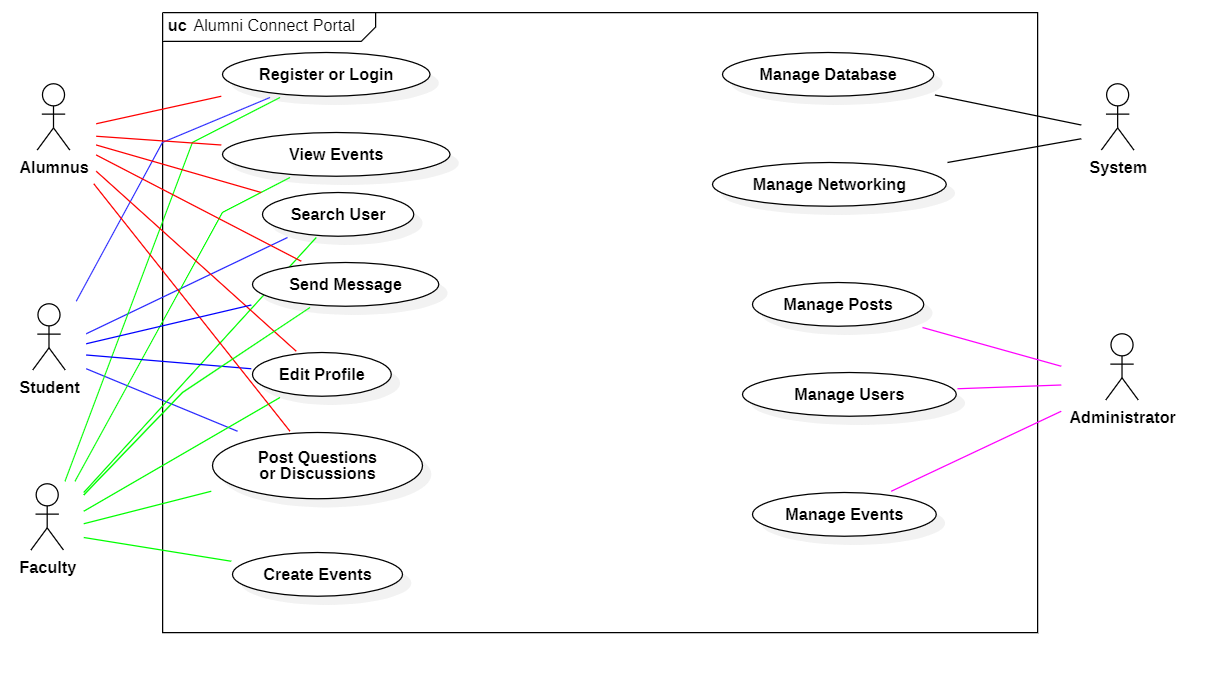 uc Alumni Connect Portal
Register or Login
View Events
Search User
Send Message
Edit Profile
Post Questions
or Discussions
Create Events
Manage Database
Manage Networking
Manage Posts
Manage Users
Manage Events
Alumnus
Student
Faculty
System
Administrator